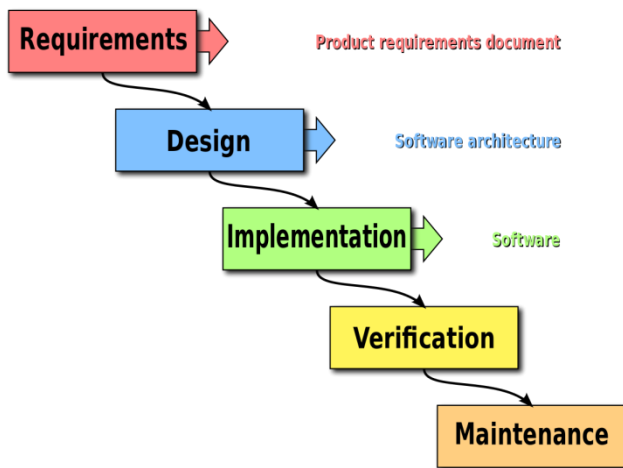 Requirements
Product requirements document
Design
Software architecture
Implementation
Software
Verification
Maintenance